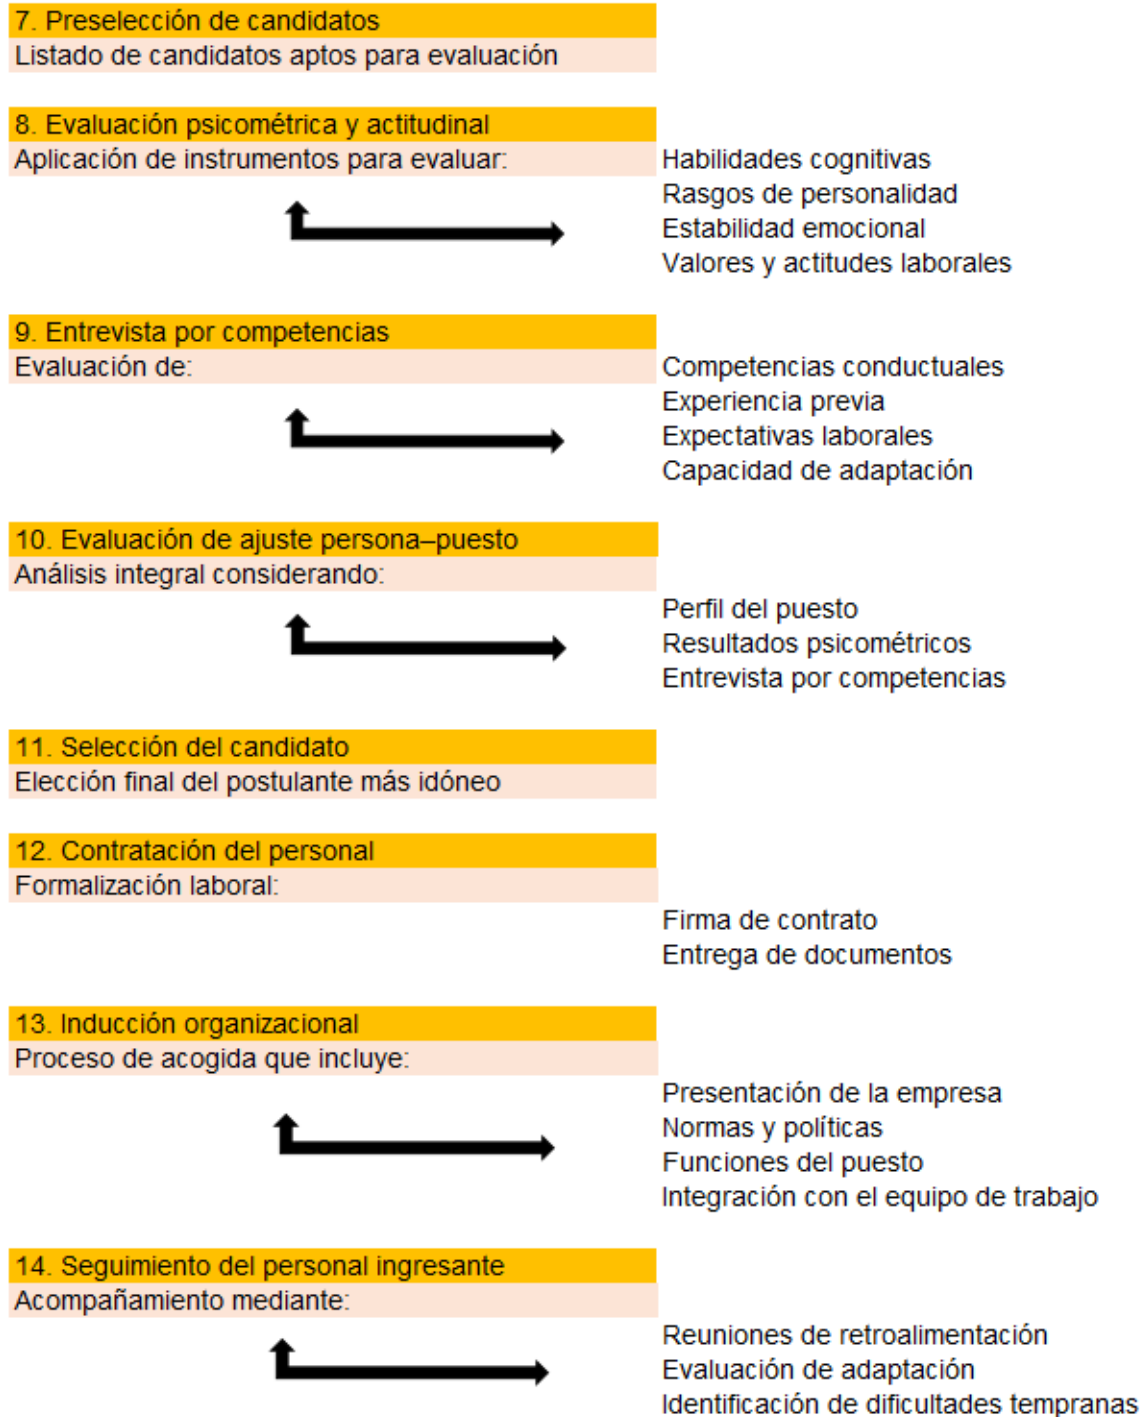 7. Preselección de candidatos
Listado de candidatos aptos para evaluación
8. Evaluación psicométrica y actitudinal
Aplicación de instrumentos para evaluar:
Habilidades cognitivas
Rasgos de personalidad
Estabilidad emocional
Valores y actitudes laborales
9. Entrevista por competencias
Evaluación de:
Competencias conductuales
Experiencia previa
Expectativas laborales
Capacidad de adaptación
10. Evaluación de ajuste persona–puesto
Análisis integral considerando:
Perfil del puesto
Resultados psicométricos
Entrevista por competencias
11. Selección del candidato
Elección final del postulante más idóneo
12. Contratación del personal
Formalización laboral:
Firma de contrato
Entrega de documentos
13. Inducción organizacional
Proceso de acogida que incluye:
Presentación de la empresa
Normas y políticas
Funciones del puesto
Integración con el equipo de trabajo
14. Seguimiento del personal ingresante
Acompañamiento mediante:
Reuniones de retroalimentación
Evaluación de adaptación
Identificación de dificultades tempranas